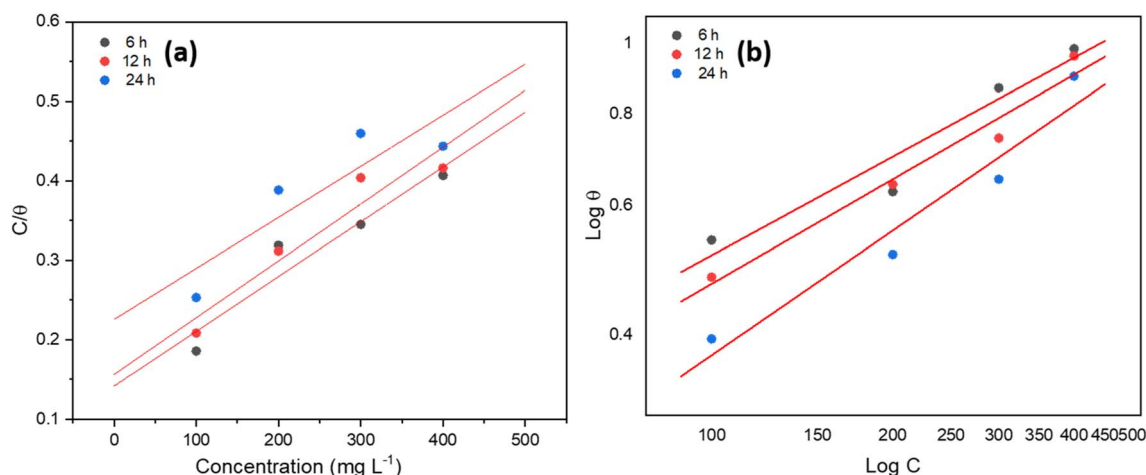 (a)
6 h
12 h
24 h
0.6
0.5
0.4
0.3
0.2
0.1
C/θ
0 100 200 300 400 500
Concentration (mg L⁻¹)
(b)
6 h
12 h
24 h
1
0.8
0.6
0.4
Log θ
100 150 200 250 300 350 400 450 500
Log C